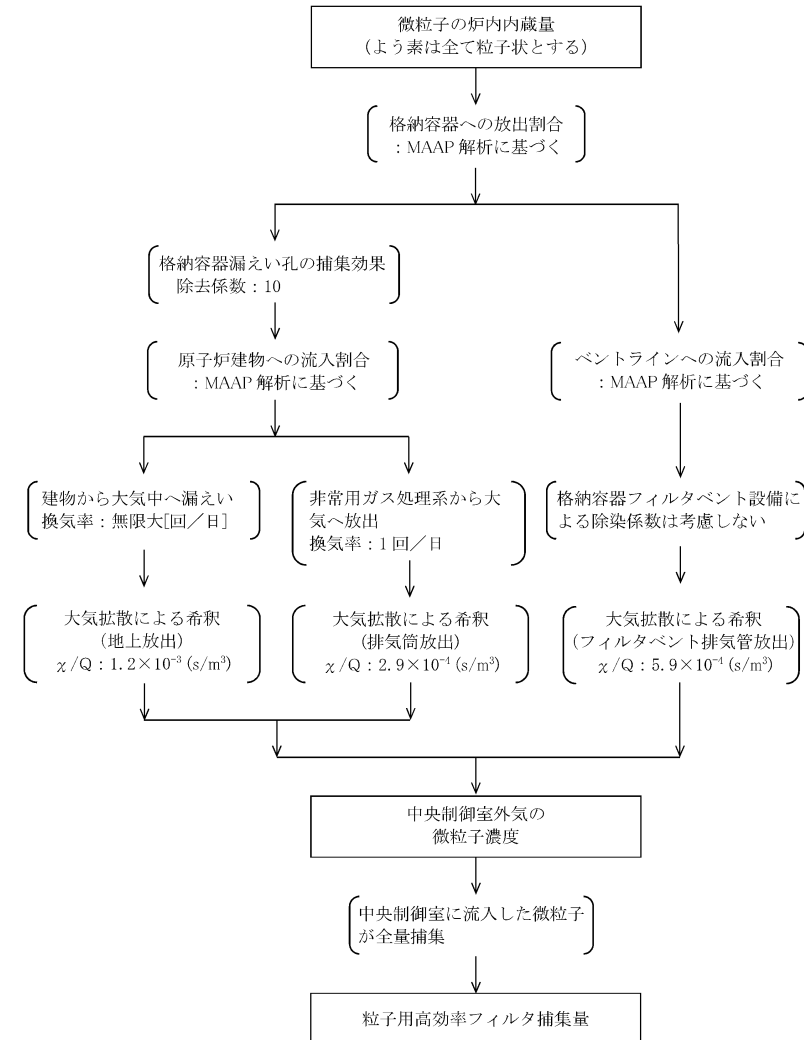 微粒子の炉内内蔵量
(よう素は全て粒子状とする)
格納容器への放出割合
：MAAP 解析に基づく
格納容器漏えい孔の捕集効果
除去係数：10
原子炉建物への流入割合
：MAAP 解析に基づく
ベントラインへの流入割合
：MAAP 解析に基づく
建物から大気中へ漏えい
換気率：無限大[回／日]
非常用ガス処理系から大
気へ放出
換気率：1 回／日
格納容器フィルタベント設備に
よる除染係数は考慮しない
大気拡散による希釈
(地上放出)
χ/Q：1.2×10⁻³ (s/m³)
大気拡散による希釈
(排気筒放出)
χ/Q：2.9×10⁻⁴ (s/m³)
大気拡散による希釈
(フィルタベント排気管放出)
χ/Q：5.9×10⁻⁴ (s/m³)
中央制御室外気の
微粒子濃度
中央制御室に流入した微粒子
が全量捕集
粒子用高効率フィルタ捕集量